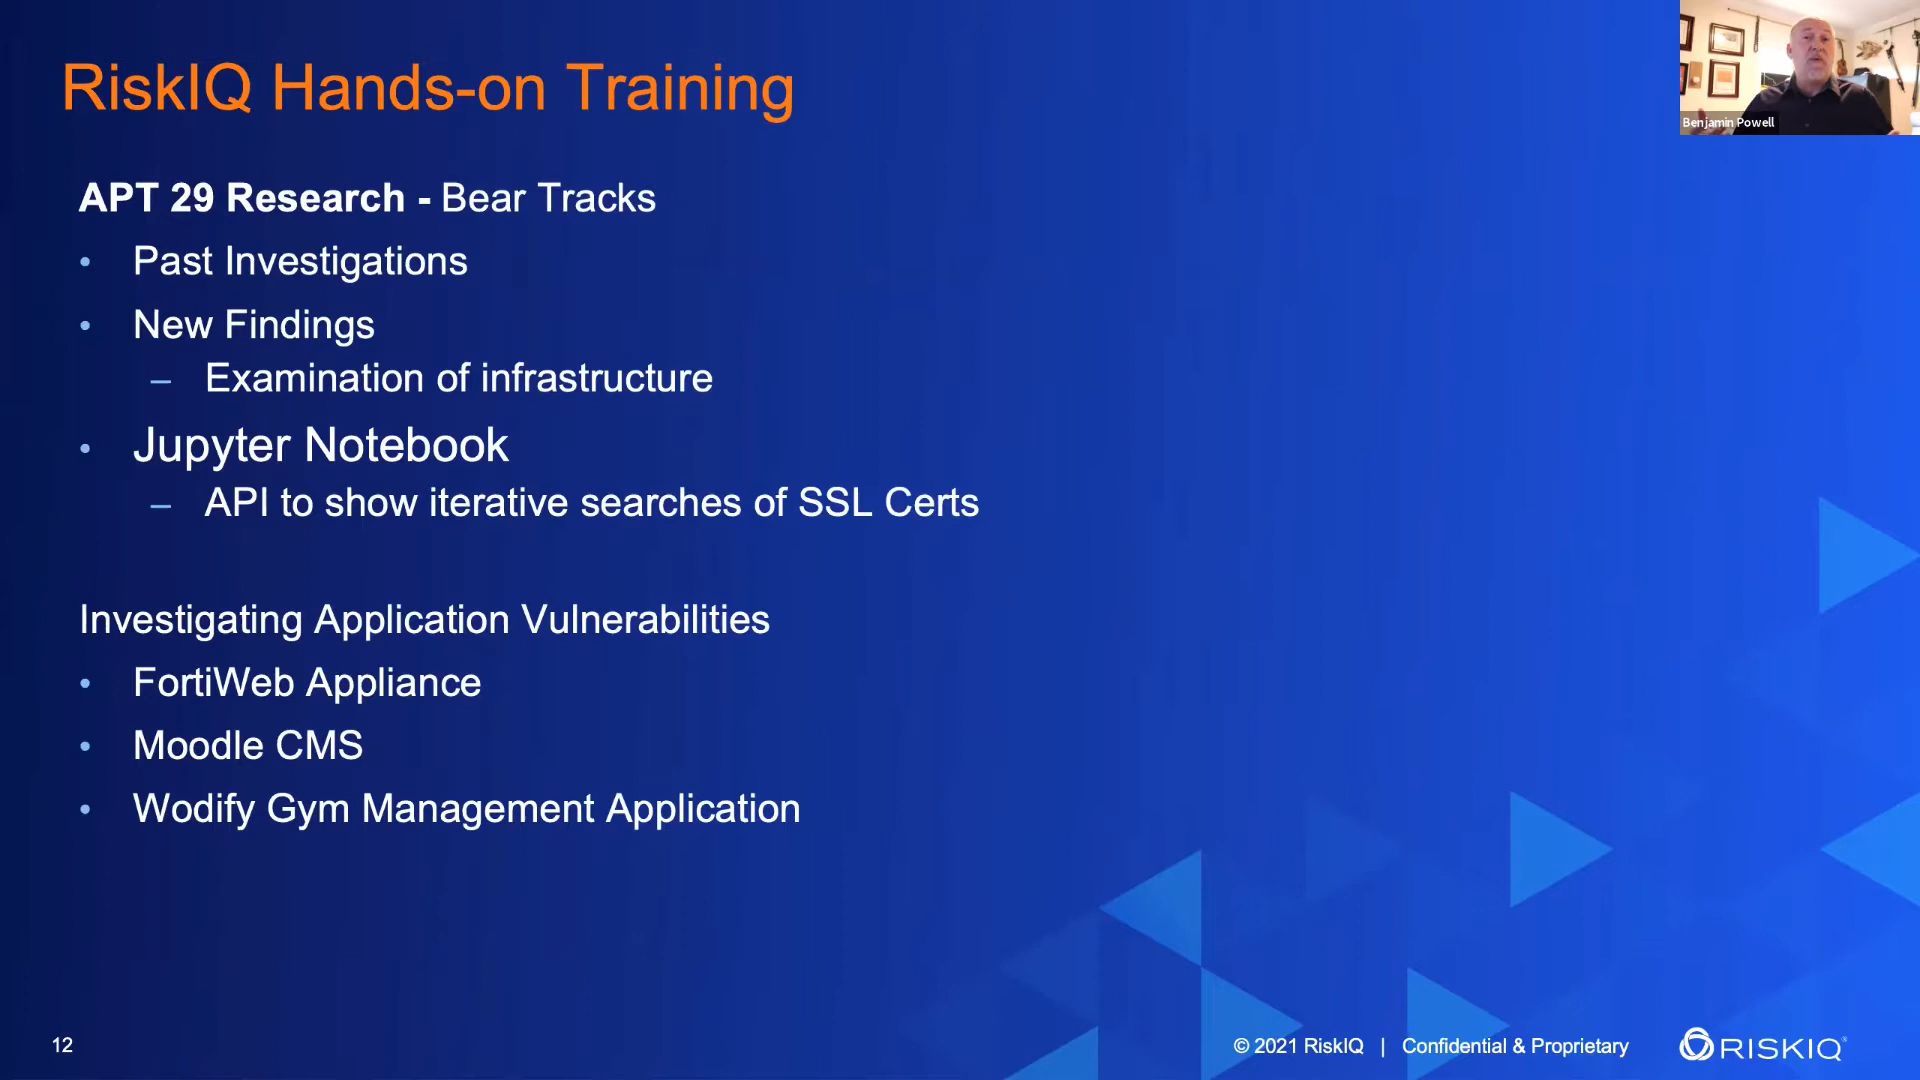 RiskIQ Hands-on Training
Benjamin Powell
APT 29 Research - Bear Tracks
• Past Investigations
• New Findings
– Examination of infrastructure
• Jupyter Notebook
– API to show iterative searches of SSL Certs
Investigating Application Vulnerabilities
• FortiWeb Appliance
• Moodle CMS
• Wodify Gym Management Application
12
© 2021 RiskIQ | Confidential & Proprietary
RISKIQ